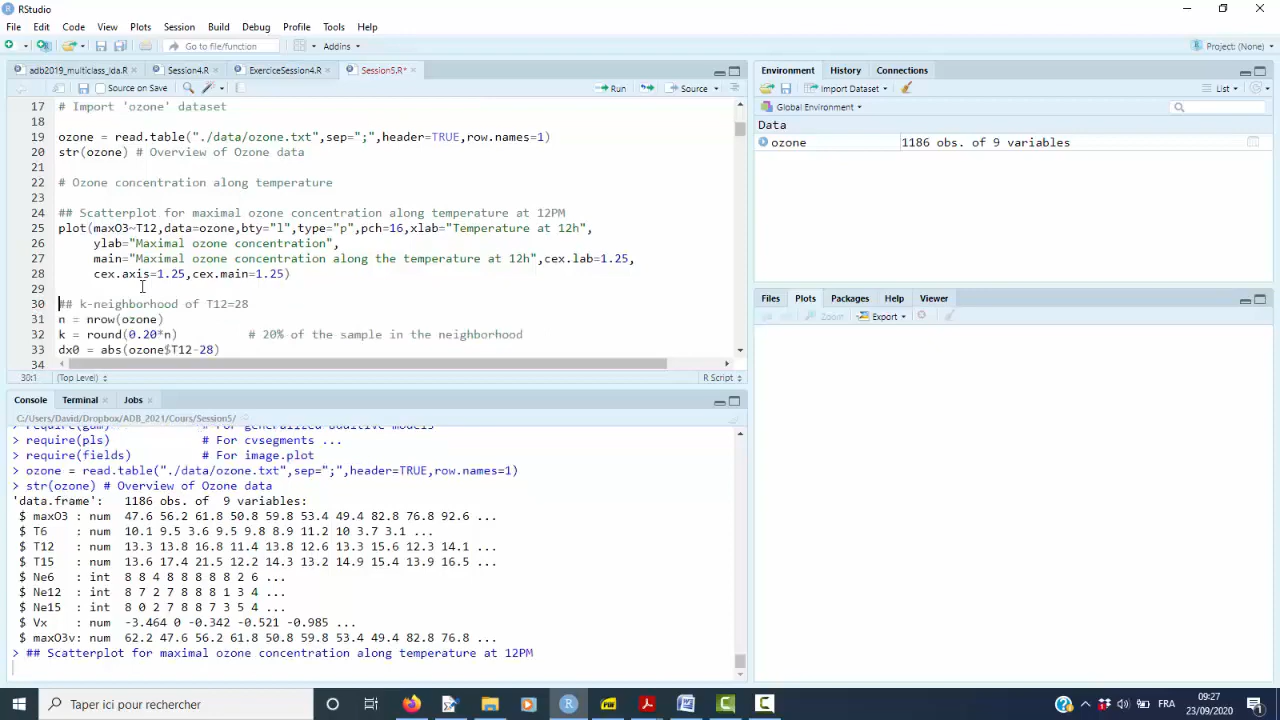 RStudio
File Edit Code View Plots Session Build Debug Profile Tools Help
Go to file/function Addins Project: (None)
adb2019_multiclass_lda.R Session4.R ExerciceSession4.R Session5.R*
Source on Save Run Source
17 # Import 'ozone' dataset
18
19 ozone = read.table("./data/ozone.txt",sep=";",header=TRUE,row.names=1)
20 str(ozone) # Overview of Ozone data
21
22 # Ozone concentration along temperature
23
24 ## Scatterplot for maximal ozone concentration along temperature at 12PM
25 plot(maxO3~T12,data=ozone,bty="l",type="p",pch=16,xlab="Temperature at 12h",
26 ylab="Maximal ozone concentration",
27 main="Maximal ozone concentration along the temperature at 12h",cex.lab=1.25,
28 cex.axis=1.25,cex.main=1.25)
29
30 ## k-neighborhood of T12=28
31 n = nrow(ozone)
32 k = round(0.20*n) # 20% of the sample in the neighborhood
33 dx0 = abs(ozone$T12-28)
34
30:1 (Top Level) R Script
Console Terminal Jobs
C:/Users/David/Dropbox/ADB_2021/Cours/Session5/
> require(gam) # For generalized additive models
> require(pls) # For cvsegments ...
> require(fields) # For image.plot
> ozone = read.table("./data/ozone.txt",sep=";",header=TRUE,row.names=1)
> str(ozone) # Overview of Ozone data
'data.frame': 1186 obs. of 9 variables:
$ maxO3 : num 47.6 56.2 61.8 50.8 59.8 53.4 49.4 82.8 76.8 92.6 ...
$ T6 : num 10.1 9.5 3.6 9.5 9.8 8.9 11.2 10 3.7 3.1 ...
$ T12 : num 13.3 13.8 16.8 11.4 13.8 12.6 13.3 15.6 12.3 14.1 ...
$ T15 : num 13.6 17.4 21.5 12.2 14.3 13.2 14.9 15.4 13.9 16.5 ...
$ Ne6 : int 8 8 4 8 8 8 8 8 2 6 ...
$ Ne12 : int 8 7 2 7 8 8 8 1 3 4 ...
$ Ne15 : int 8 0 2 7 8 8 7 3 5 4 ...
$ Vx : num -3.464 0 -0.342 -0.521 -0.985 ...
$ maxO3v: num 62.2 47.6 56.2 61.8 50.8 59.8 53.4 49.4 82.8 76.8 ...
> ## Scatterplot for maximal ozone concentration along temperature at 12PM
Environment History Connections
Import Dataset List
Global Environment
Data
ozone 1186 obs. of 9 variables
Files Plots Packages Help Viewer
Zoom Export
Taper ici pour rechercher
FRA
09:27
23/09/2020